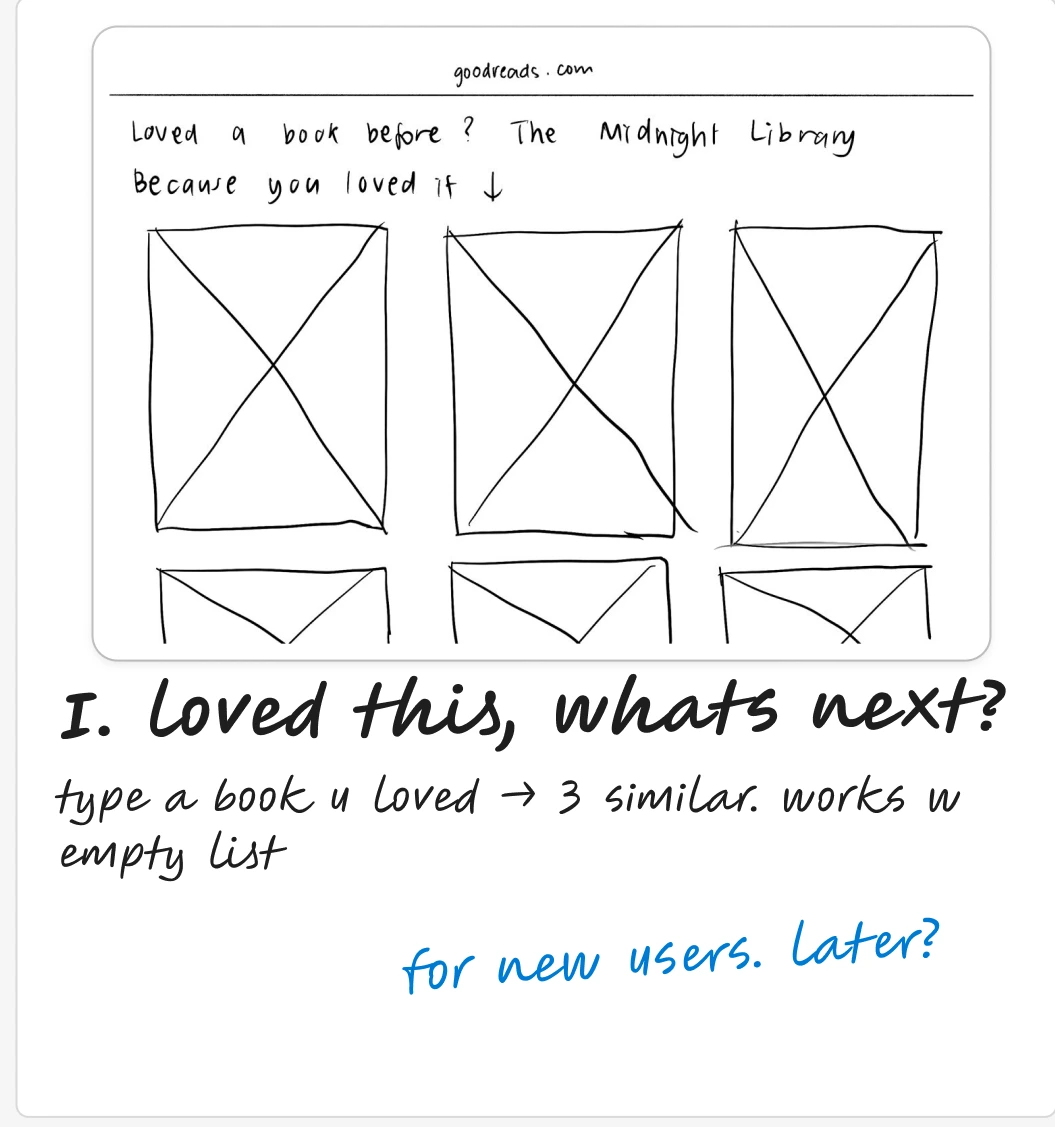 goodreads.com
Loved a book before? The Midnight Library
Because you loved it ↓
I. loved this, whats next?
type a book u loved → 3 similar. works w
empty list
for new users. Later?